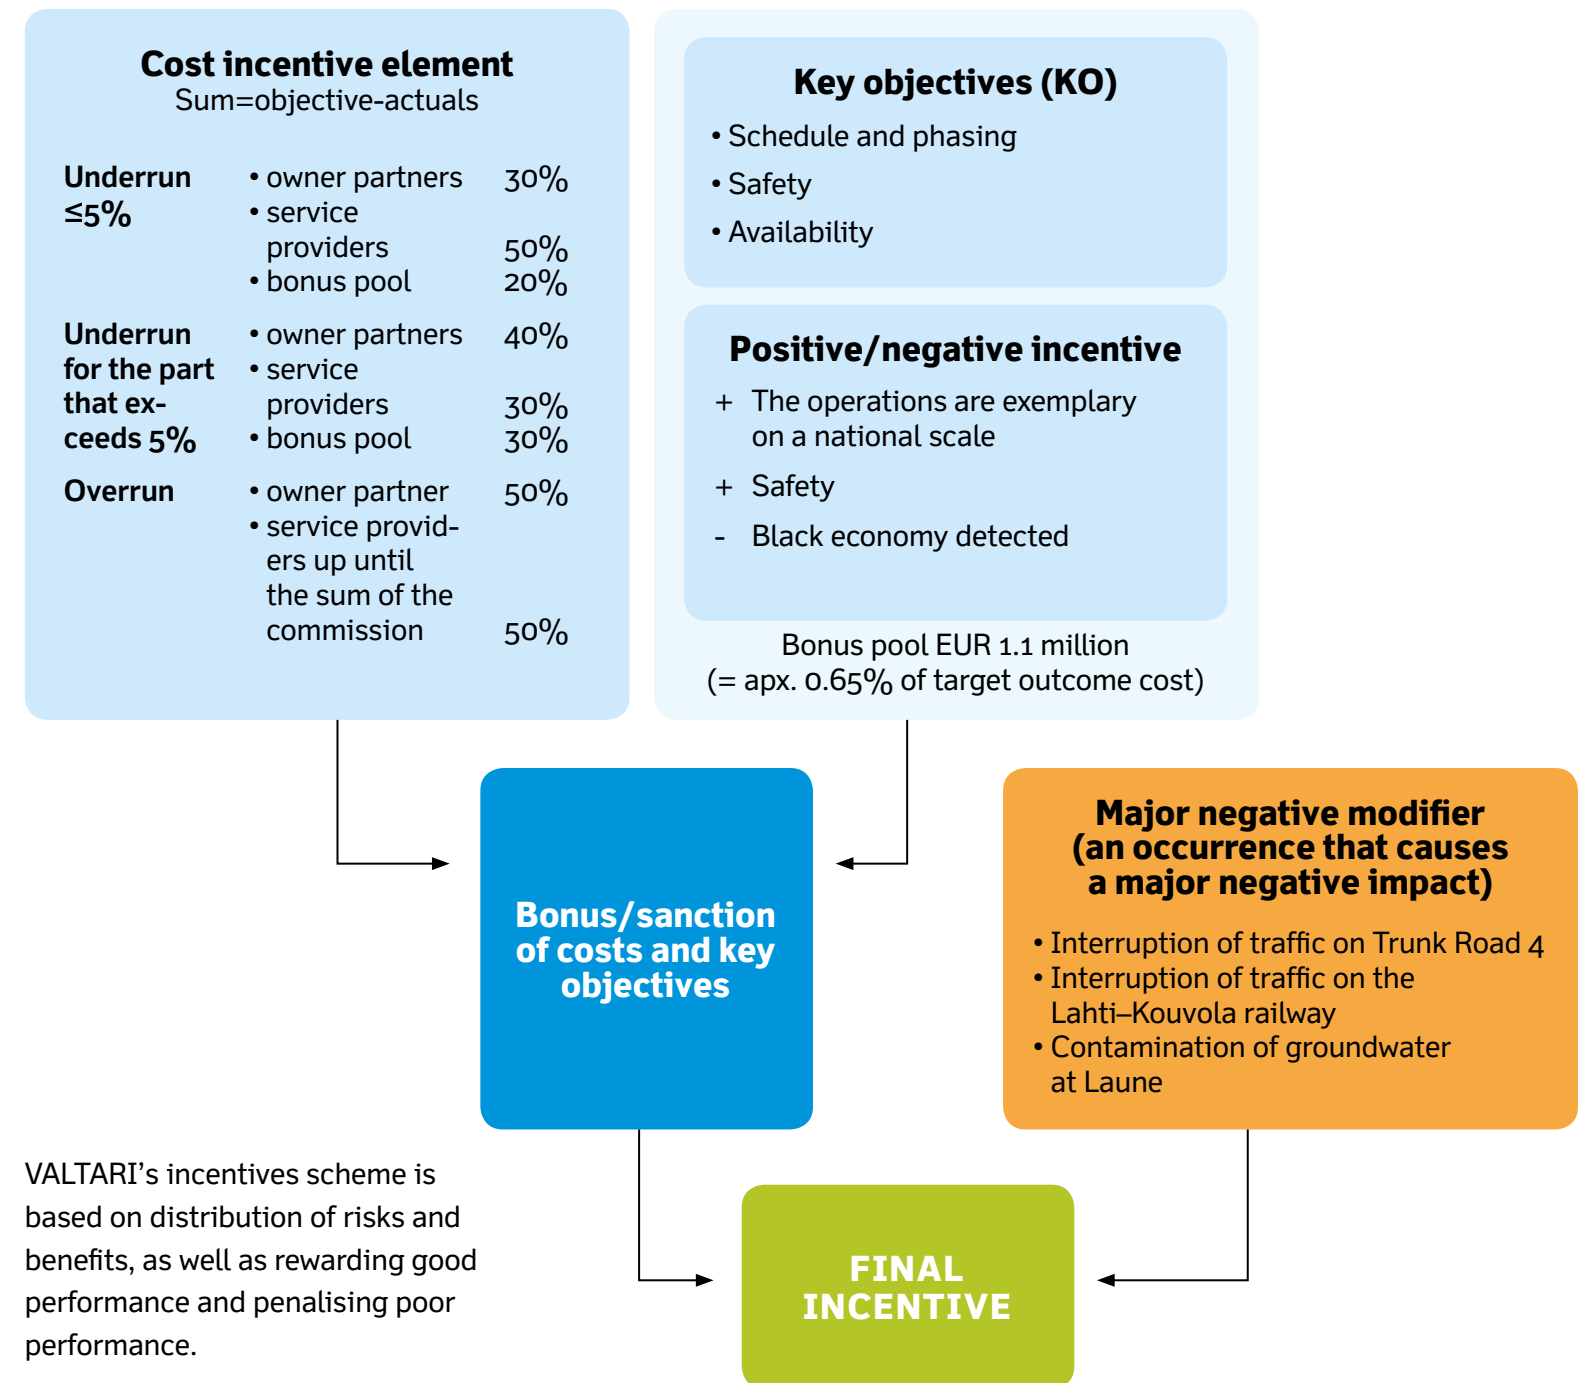 Cost incentive element
Sum=objective-actuals
Underrun
≤5%
• owner partners 30%
• service
providers 50%
• bonus pool 20%
Underrun
for the part
that ex-
ceeds 5%
• owner partners 40%
• service
providers 30%
• bonus pool 30%
Overrun
• owner partner 50%
• service provid-
ers up until
the sum of the
commission 50%
Key objectives (KO)
• Schedule and phasing
• Safety
• Availability
Positive/negative incentive
+ The operations are exemplary
on a national scale
+ Safety
- Black economy detected
Bonus pool EUR 1.1 million
(= apx. 0.65% of target outcome cost)
Bonus/sanction
of costs and key
objectives
Major negative modifier
(an occurrence that causes
a major negative impact)
• Interruption of traffic on Trunk Road 4
• Interruption of traffic on the
Lahti–Kouvola railway
• Contamination of groundwater
at Laune
VALTARI’s incentives scheme is
based on distribution of risks and
benefits, as well as rewarding good
performance and penalising poor
performance.
FINAL
INCENTIVE